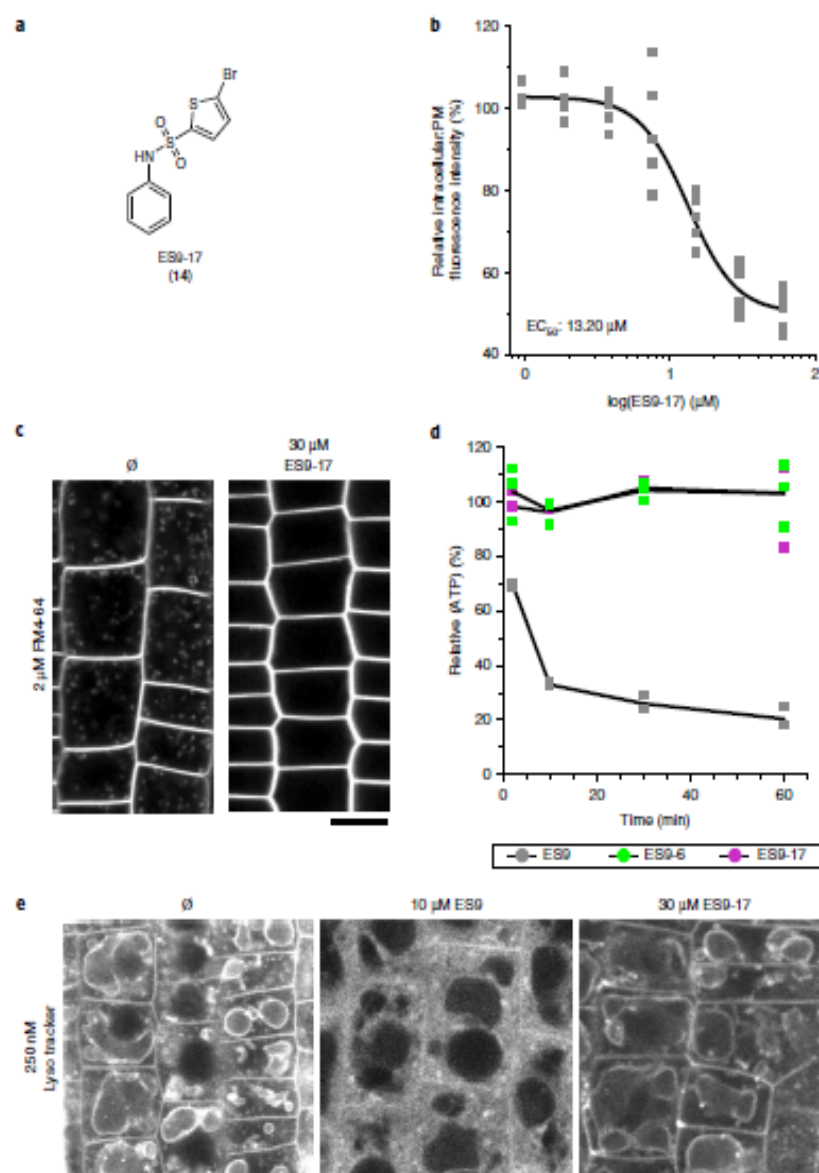 a
Br
S
O
S
HN
O
ES9-17
(14)
b
Relative intracellular:PM
fluorescence intensity (%)
120
100
80
60
40
EC50: 13.20 µM
0
1
2
log(ES9-17) (µM)
c
Ø
30 µM
ES9-17
2 µM FM4-64
d
Relative (ATP) (%)
120
100
80
60
40
20
0
0
20
40
60
Time (min)
ES9
ES9-6
ES9-17
e
Ø
10 µM ES9
30 µM ES9-17
250 nM
Lyso tracker